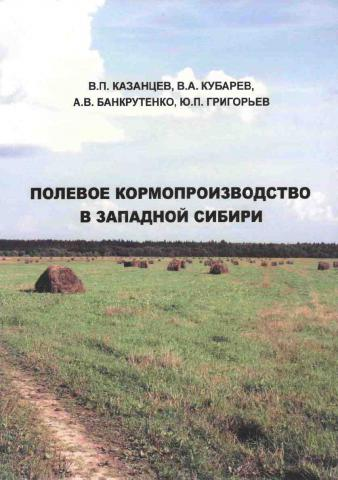 В.П. КАЗАНЦЕВ, В.А. КУБАРЕВ,
А.В. БАНКРУТЕНКО, Ю.П. ГРИГОРЬЕВ
ПОЛЕВОЕ КОРМОПРОИЗВОДСТВО
В ЗАПАДНОЙ СИБИРИ